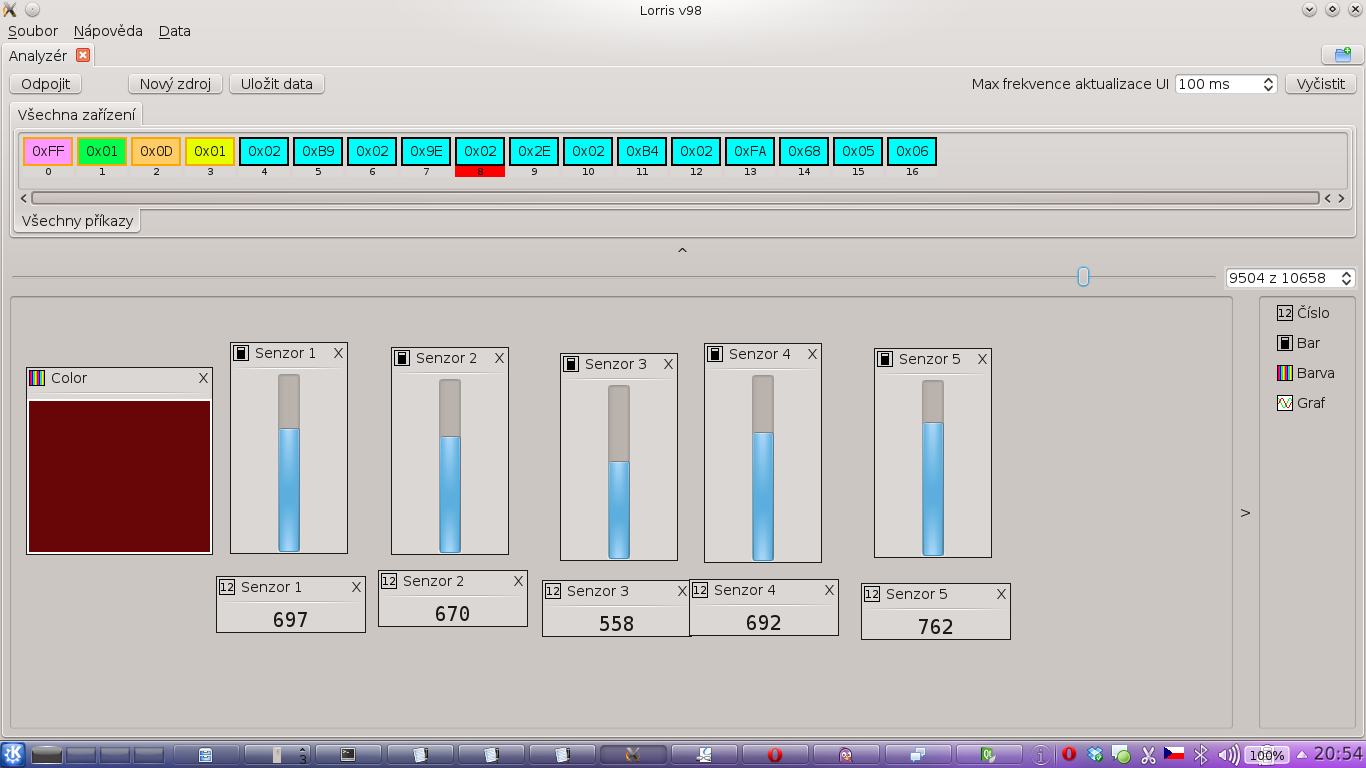 Lorris v98
Soubor Nápověda Data
Analyzér
Odpojit Nový zdroj Uložit data Max frekvence aktualizace UI 100 ms Vyčistit
Všechna zařízení
0xFF 0x01 0x0D 0x01 0x02 0xB9 0x02 0x9E 0x02 0x2E 0x02 0xB4 0x02 0xFA 0x68 0x05 0x06
0 1 2 3 4 5 6 7 8 9 10 11 12 13 14 15 16
Všechny příkazy
9504 z 10658
Color X
Senzor 1 X
Senzor 2 X
Senzor 3 X
Senzor 4 X
Senzor 5 X
12 Číslo
Bar
Barva
Graf
12 Senzor 1 X
697
12 Senzor 2 X
670
12 Senzor 3 X
558
12 Senzor 4 X
692
12 Senzor 5 X
762
3
100%
20:54